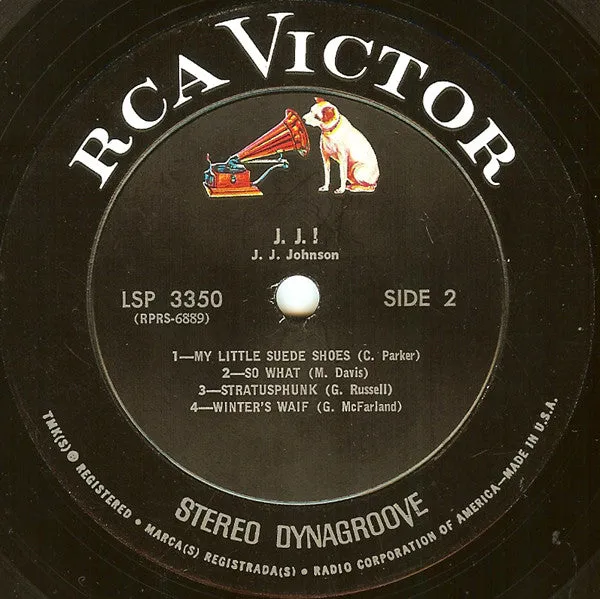 RCA VICTOR
J. J.!
J. J. Johnson
LSP 3350
(RPRS-6889)
SIDE 2
1—MY LITTLE SUEDE SHOES (C. Parker)
2—SO WHAT (M. Davis)
3—STRATUSPHUNK (G. Russell)
4—WINTER'S WAIF (G. McFarland)
STEREO DYNAGROOVE
TMK(S) ® REGISTERED • MARCA(S) REGISTRADA(S) • RADIO CORPORATION OF AMERICA—MADE IN U.S.A.